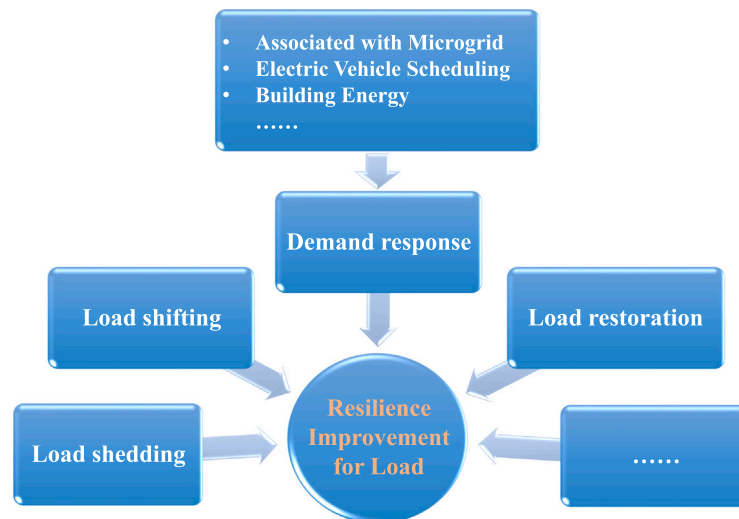 • Associated with Microgrid
• Electric Vehicle Scheduling
• Building Energy
......
Demand response
Load shifting
Load restoration
Resilience
Improvement
for Load
Load shedding
......